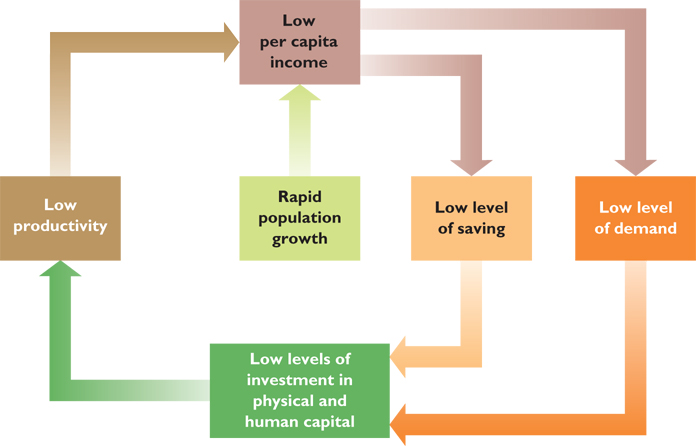 Low
per capita
income
Low
productivity
Rapid
population
growth
Low level
of saving
Low level
of demand
Low levels of
investment in
physical and
human capital